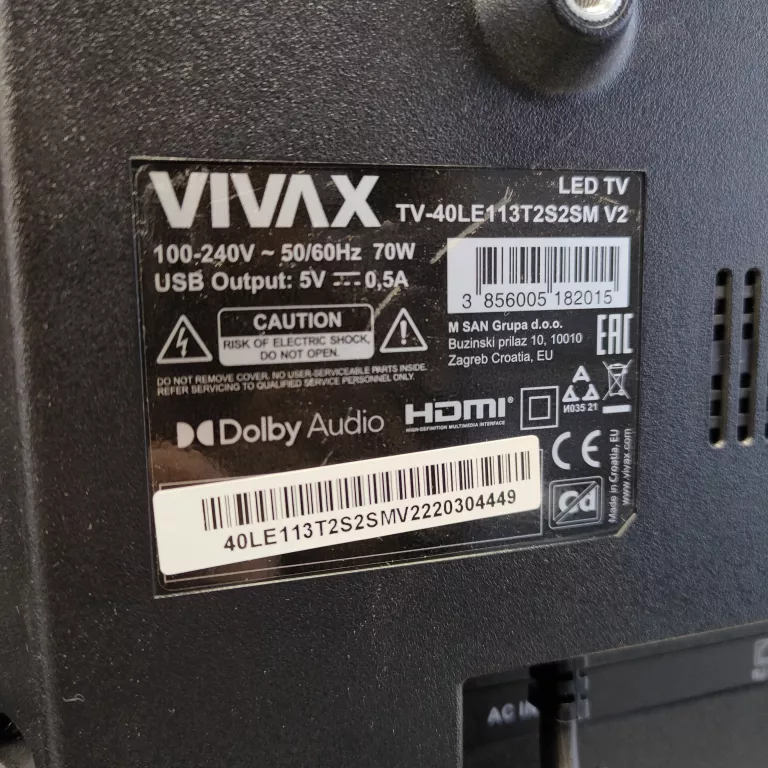 VIVAX
LED TV
TV-40LE113T2S2SM V2
100-240V ~ 50/60Hz 70W
USB Output: 5V 0,5A
3 856005 182015
CAUTION
RISK OF ELECTRIC SHOCK,
DO NOT OPEN.
M SAN Grupa d.o.o.
Buzinski prilaz 10, 10010
Zagreb Croatia, EU
EAC
DO NOT REMOVE COVER. NO USER-SERVICEABLE PARTS INSIDE.
REFER SERVICING TO QUALIFIED SERVICE PERSONNEL ONLY.
Dolby Audio
HDMI®
HIGH-DEFINITION MULTIMEDIA INTERFACE
И035 21
CE
Cd
Made in Croatia, EU
www.vivax.com
40LE113T2S2SMV2220304449
AC IN